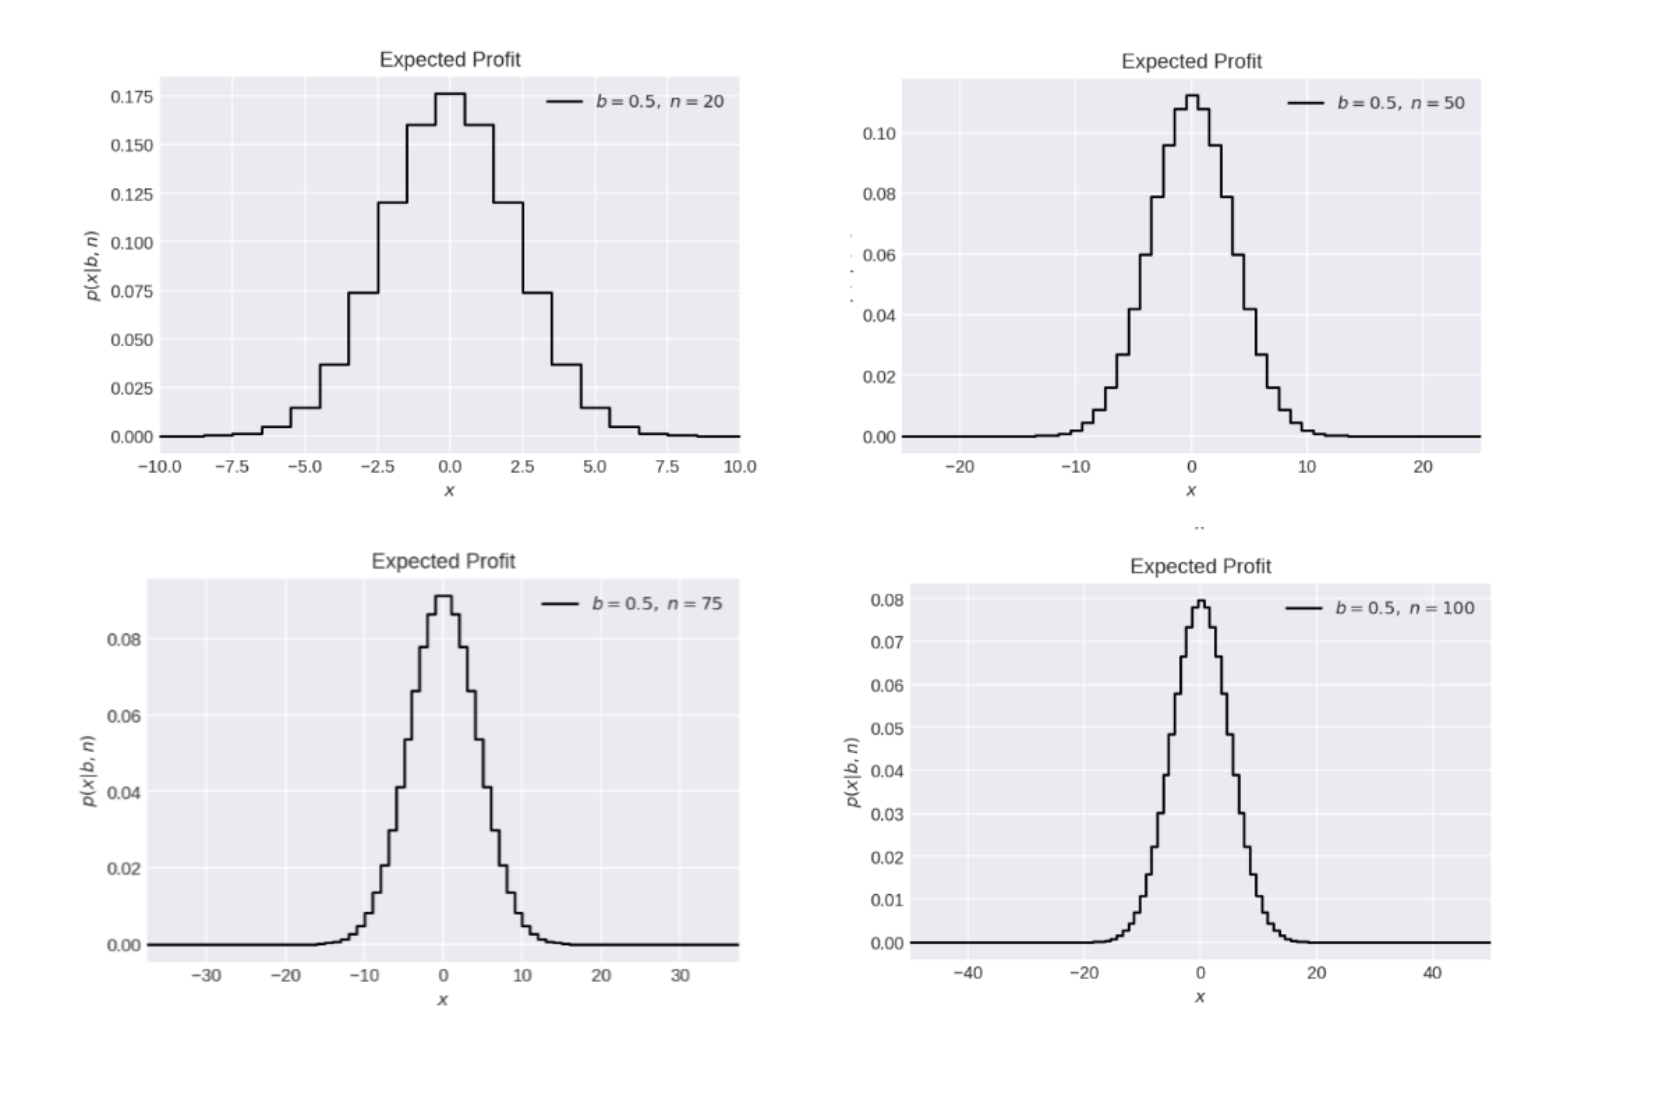 Expected Profit
b = 0.5, n = 20
0.175
0.150
0.125
0.100
0.075
0.050
0.025
0.000
p(x|b, n)
−10.0 −7.5 −5.0 −2.5 0.0 2.5 5.0 7.5 10.0
x
Expected Profit
b = 0.5, n = 50
0.10
0.08
0.06
0.04
0.02
0.00
−20 −10 0 10 20
x
Expected Profit
b = 0.5, n = 75
0.08
0.06
0.04
0.02
0.00
p(x|b, n)
−30 −20 −10 0 10 20 30
x
Expected Profit
b = 0.5, n = 100
0.08
0.07
0.06
0.05
0.04
0.03
0.02
0.01
0.00
p(x|b, n)
−40 −20 0 20 40
x